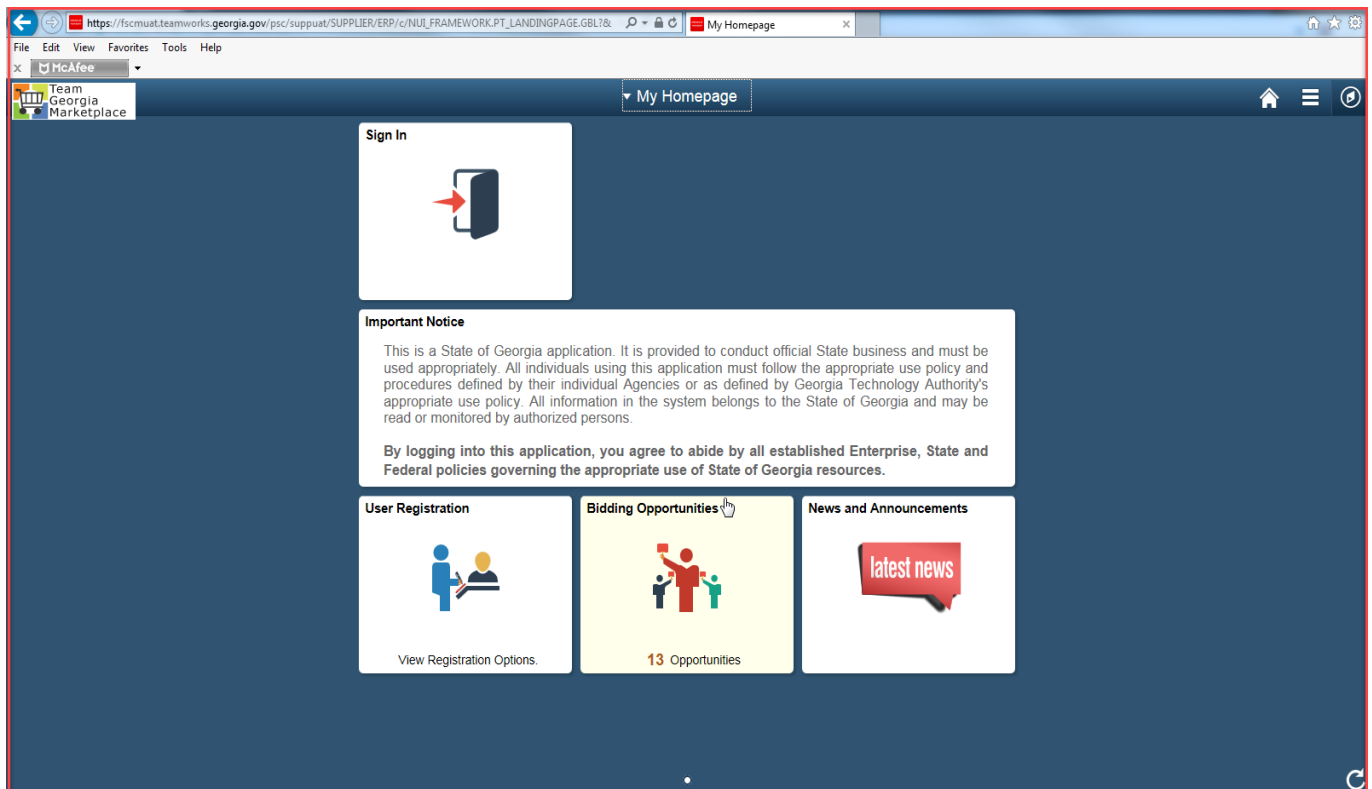 https://fscmuat.teamworks.georgia.gov/psc/suppuat/SUPPLIER/ERP/c/NUI_FRAMEWORK.PT_LANDINGPAGE.GBL?&
My Homepage
File Edit View Favorites Tools Help
x McAfee
Team
Georgia
Marketplace
My Homepage
Sign In
Important Notice
This is a State of Georgia application. It is provided to conduct official State business and must be
used appropriately. All individuals using this application must follow the appropriate use policy and
procedures defined by their individual Agencies or as defined by Georgia Technology Authority's
appropriate use policy. All information in the system belongs to the State of Georgia and may be
read or monitored by authorized persons.
By logging into this application, you agree to abide by all established Enterprise, State and
Federal policies governing the appropriate use of State of Georgia resources.
User Registration
Bidding Opportunities
News and Announcements
latest news
View Registration Options.
13 Opportunities